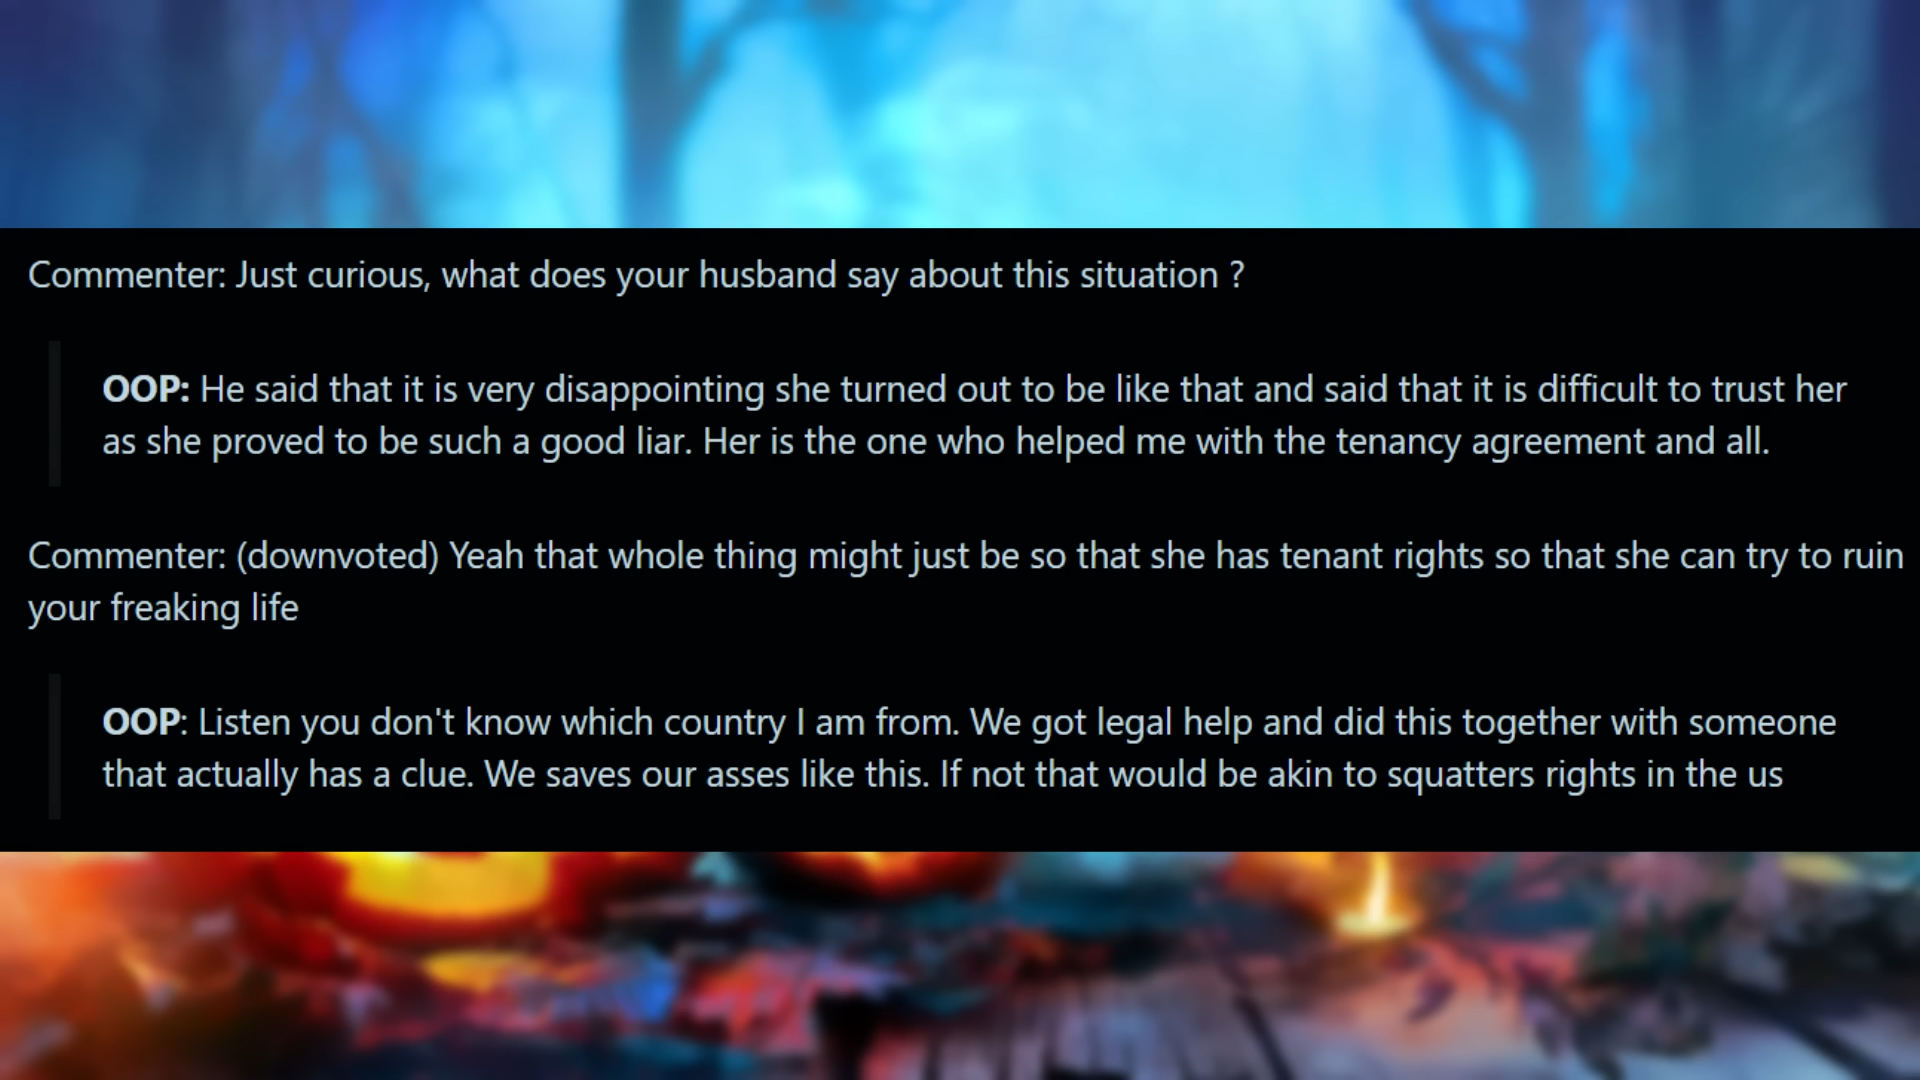 Commenter: Just curious, what does your husband say about this situation ?
OOP: He said that it is very disappointing she turned out to be like that and said that it is difficult to trust her
as she proved to be such a good liar. Her is the one who helped me with the tenancy agreement and all.
Commenter: (downvoted) Yeah that whole thing might just be so that she has tenant rights so that she can try to ruin
your freaking life
OOP: Listen you don't know which country I am from. We got legal help and did this together with someone
that actually has a clue. We saves our asses like this. If not that would be akin to squatters rights in the us